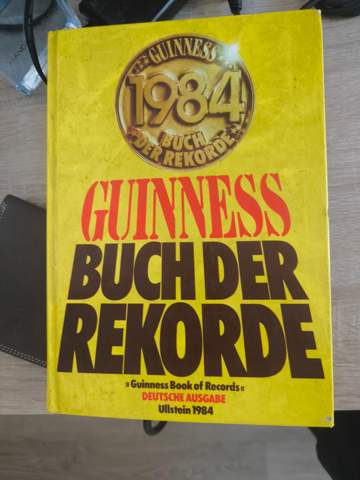 GUINNESS
1984
BUCH
DER REKORDE
GUINNESS
BUCH DER
REKORDE
»Guinness Book of Records«
DEUTSCHE AUSGABE
Ullstein 1984